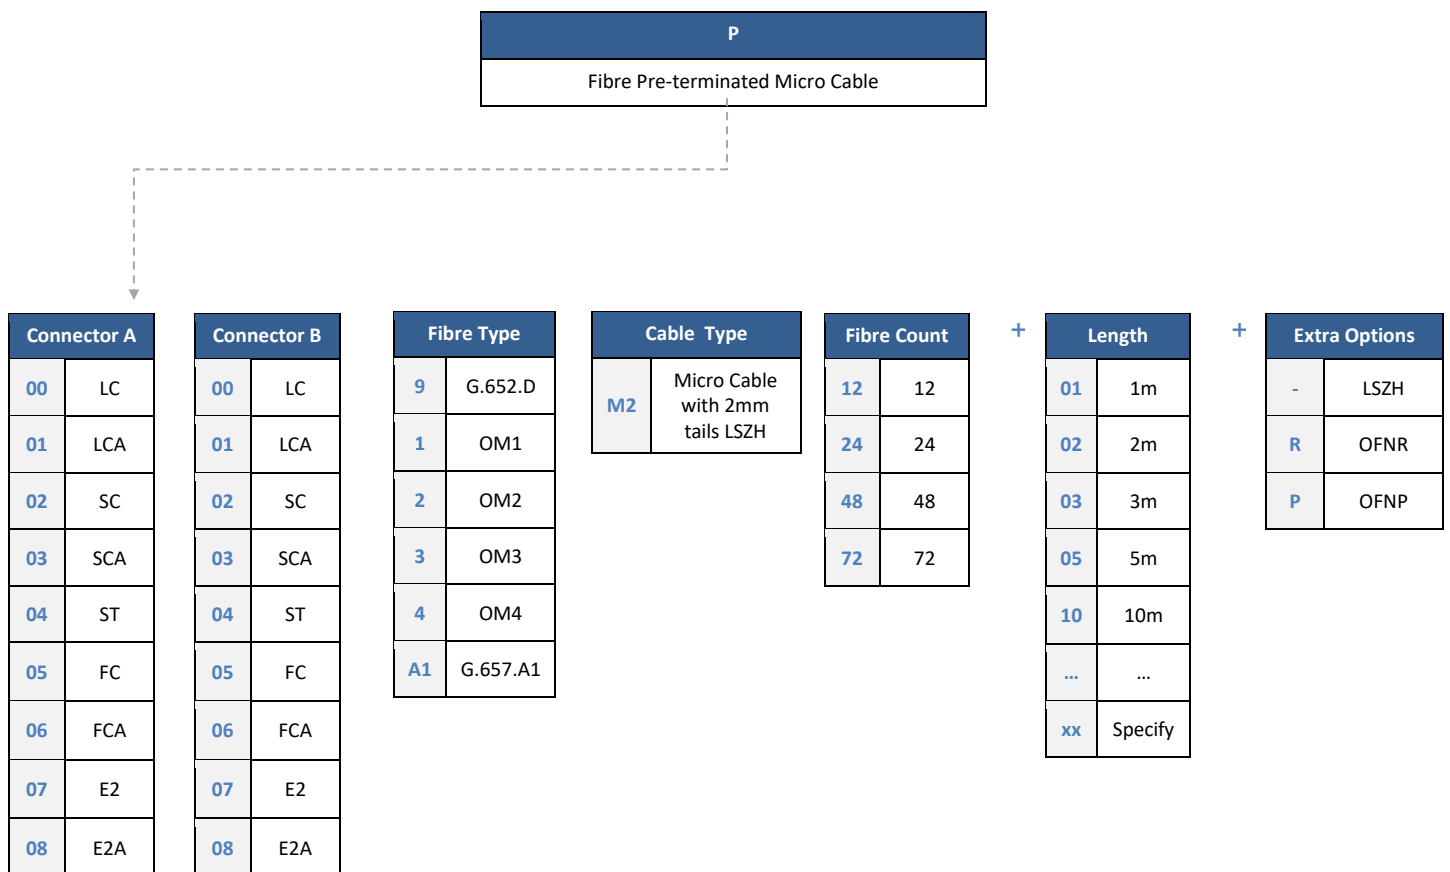 P
Fibre Pre-terminated Micro Cable
Connector A
00 LC
01 LCA
02 SC
03 SCA
04 ST
05 FC
06 FCA
07 E2
08 E2A
Connector B
00 LC
01 LCA
02 SC
03 SCA
04 ST
05 FC
06 FCA
07 E2
08 E2A
Fibre Type
9 G.652.D
1 OM1
2 OM2
3 OM3
4 OM4
A1 G.657.A1
Cable Type
M2 Micro Cable
with 2mm
tails LSZH
Fibre Count
12 12
24 24
48 48
72 72
+
Length
01 1m
02 2m
03 3m
05 5m
10 10m
... ...
xx Specify
+
Extra Options
- LSZH
R OFNR
P OFNP